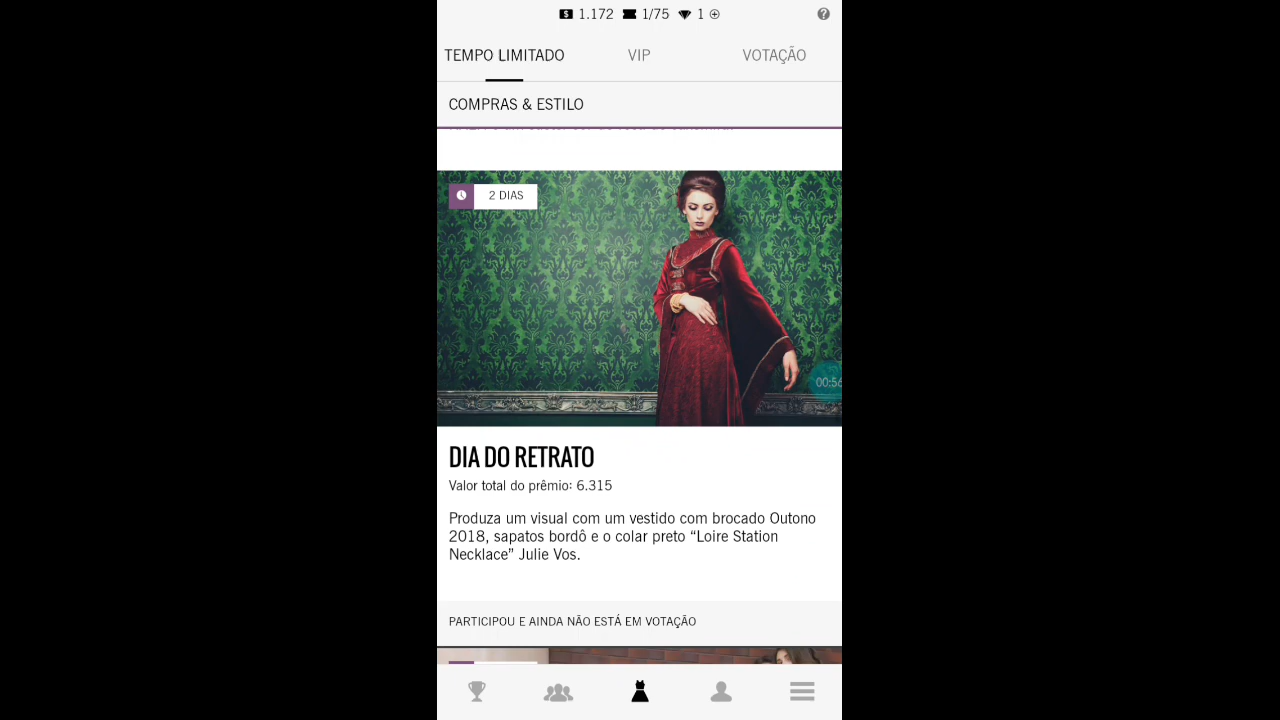 1.172 1/75 1
TEMPO LIMITADO VIP VOTAÇÃO
COMPRAS & ESTILO
2 DIAS
00:56
DIA DO RETRATO
Valor total do prêmio: 6.315
Produza um visual com um vestido com brocado Outono
2018, sapatos bordô e o colar preto “Loire Station
Necklace” Julie Vos.
PARTICIPOU E AINDA NÃO ESTÁ EM VOTAÇÃO